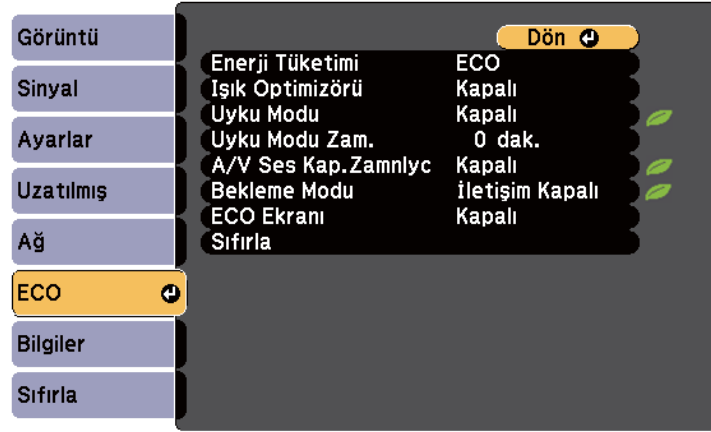 Görüntü
Sinyal
Ayarlar
Uzatılmış
Ağ
ECO
Bilgiler
Sıfırla
Dön
Enerji Tüketimi ECO
Işık Optimizörü Kapalı
Uyku Modu Kapalı
Uyku Modu Zam. 0 dak.
A/V Ses Kap.Zamnlyc Kapalı
Bekleme Modu İletişim Kapalı
ECO Ekranı Kapalı
Sıfırla